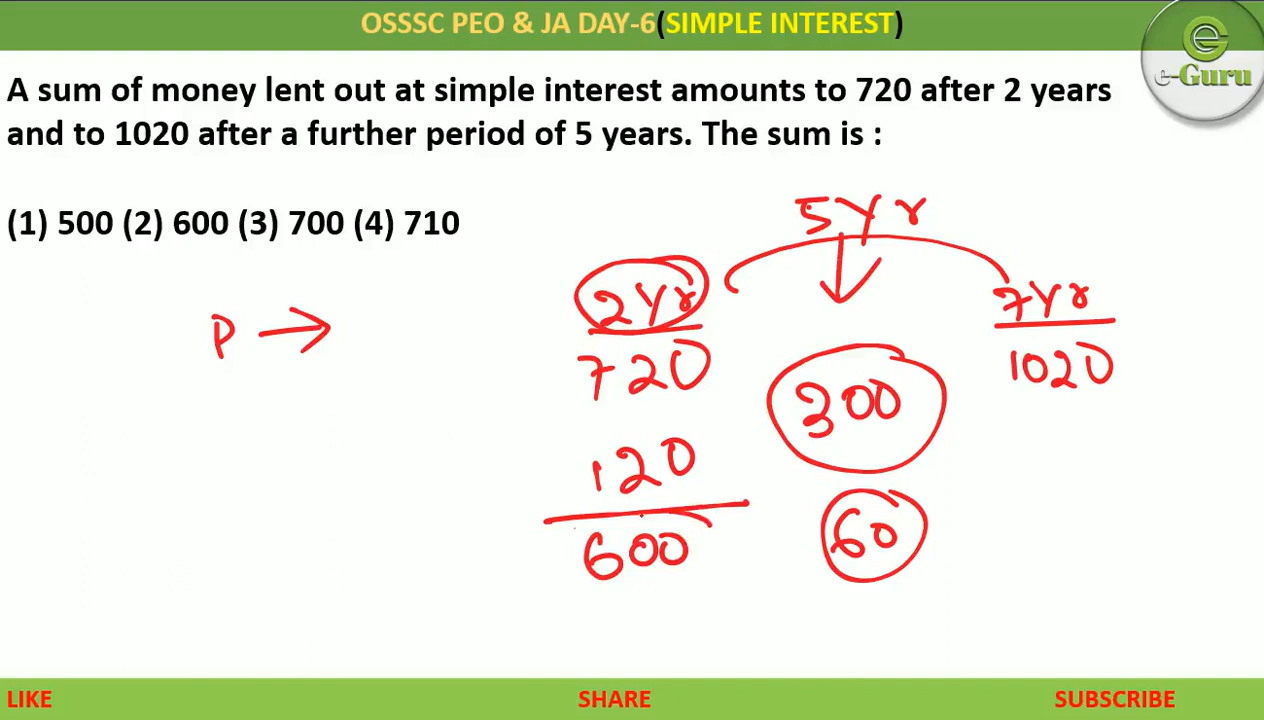 OSSSC PEO & JA DAY-6(SIMPLE INTEREST)
e-Guru
A sum of money lent out at simple interest amounts to 720 after 2 years
and to 1020 after a further period of 5 years. The sum is :
(1) 500 (2) 600 (3) 700 (4) 710
5Yr
P →
2Yr
7Yr
720
1020
300
120
600
60
LIKE
SHARE
SUBSCRIBE